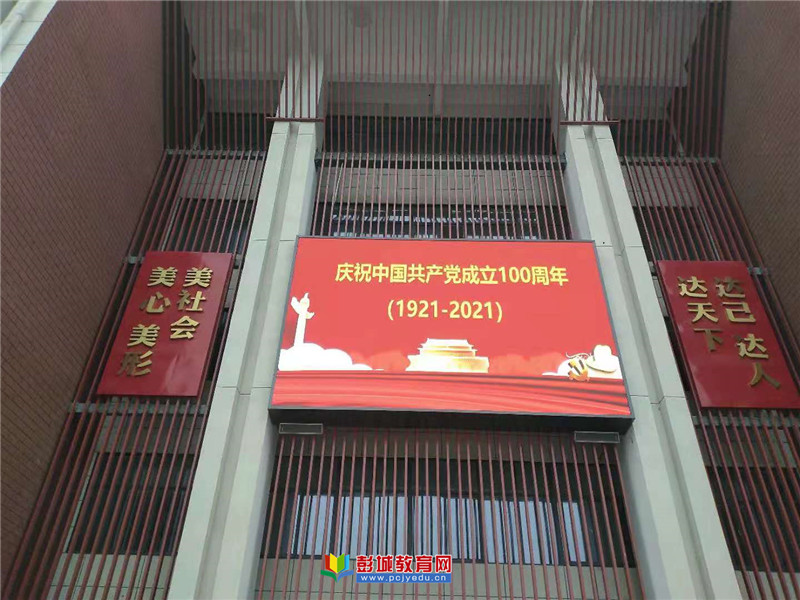 庆祝中国共产党成立100周年
(1921-2021)
美心 美形
美社会
达己 达人
达天下
彭城教育网
www.pcjyedu.cn